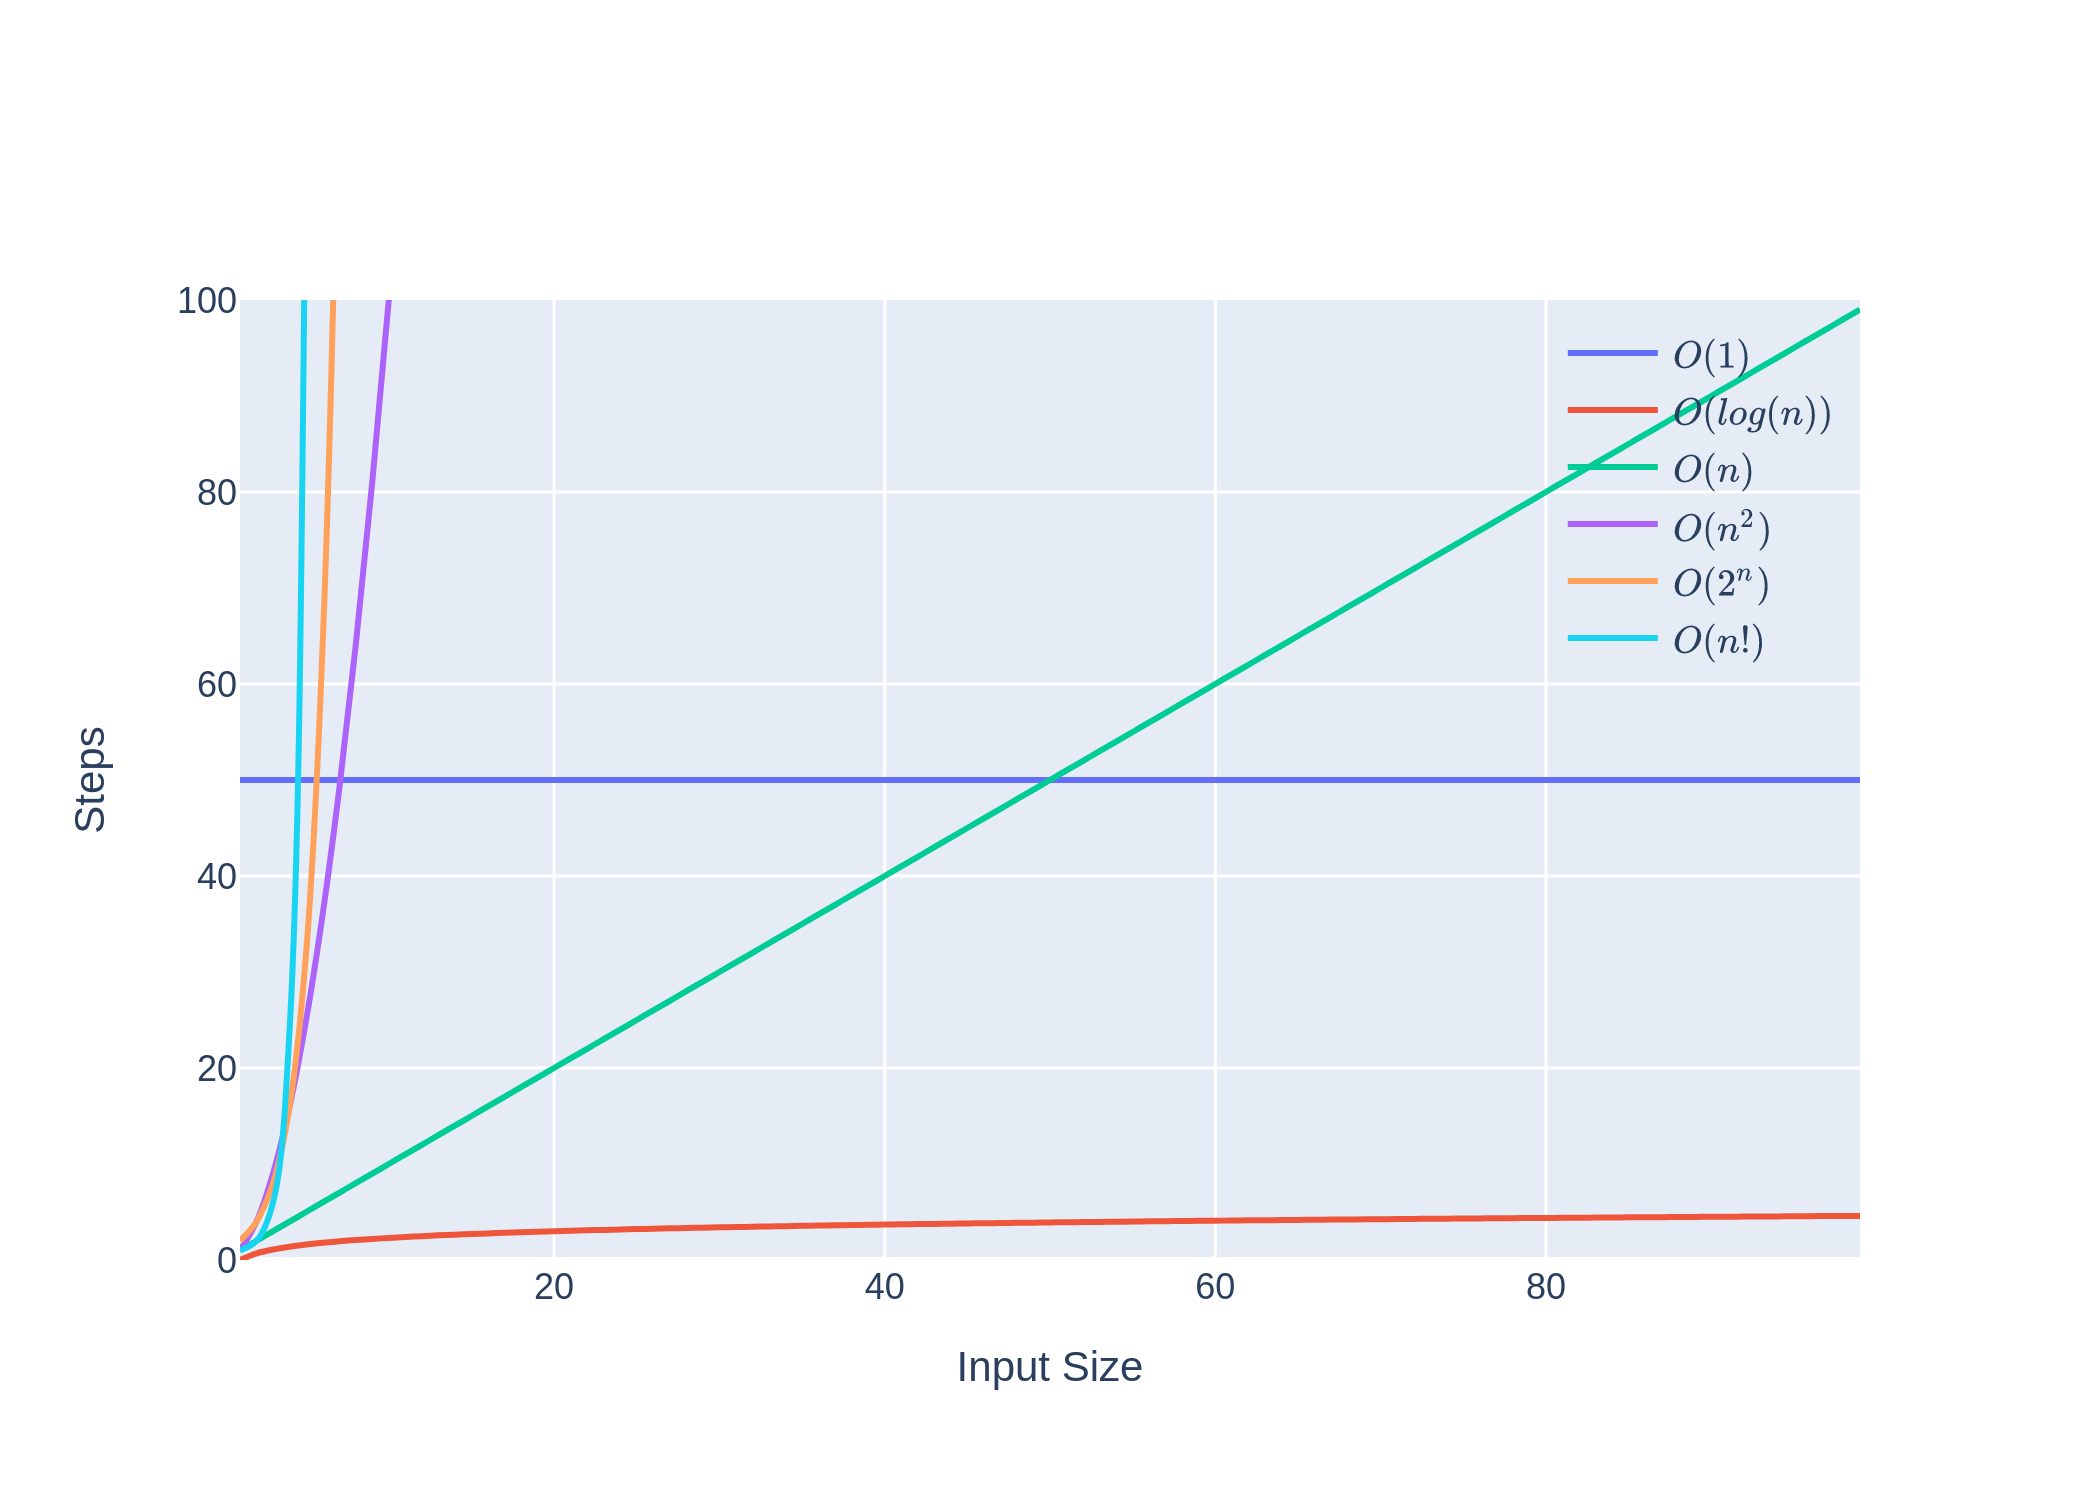 100
80
60
40
20
0
Steps
20 40 60 80
Input Size
O(1)
O(log(n))
O(n)
O(n²)
O(2ⁿ)
O(n!)